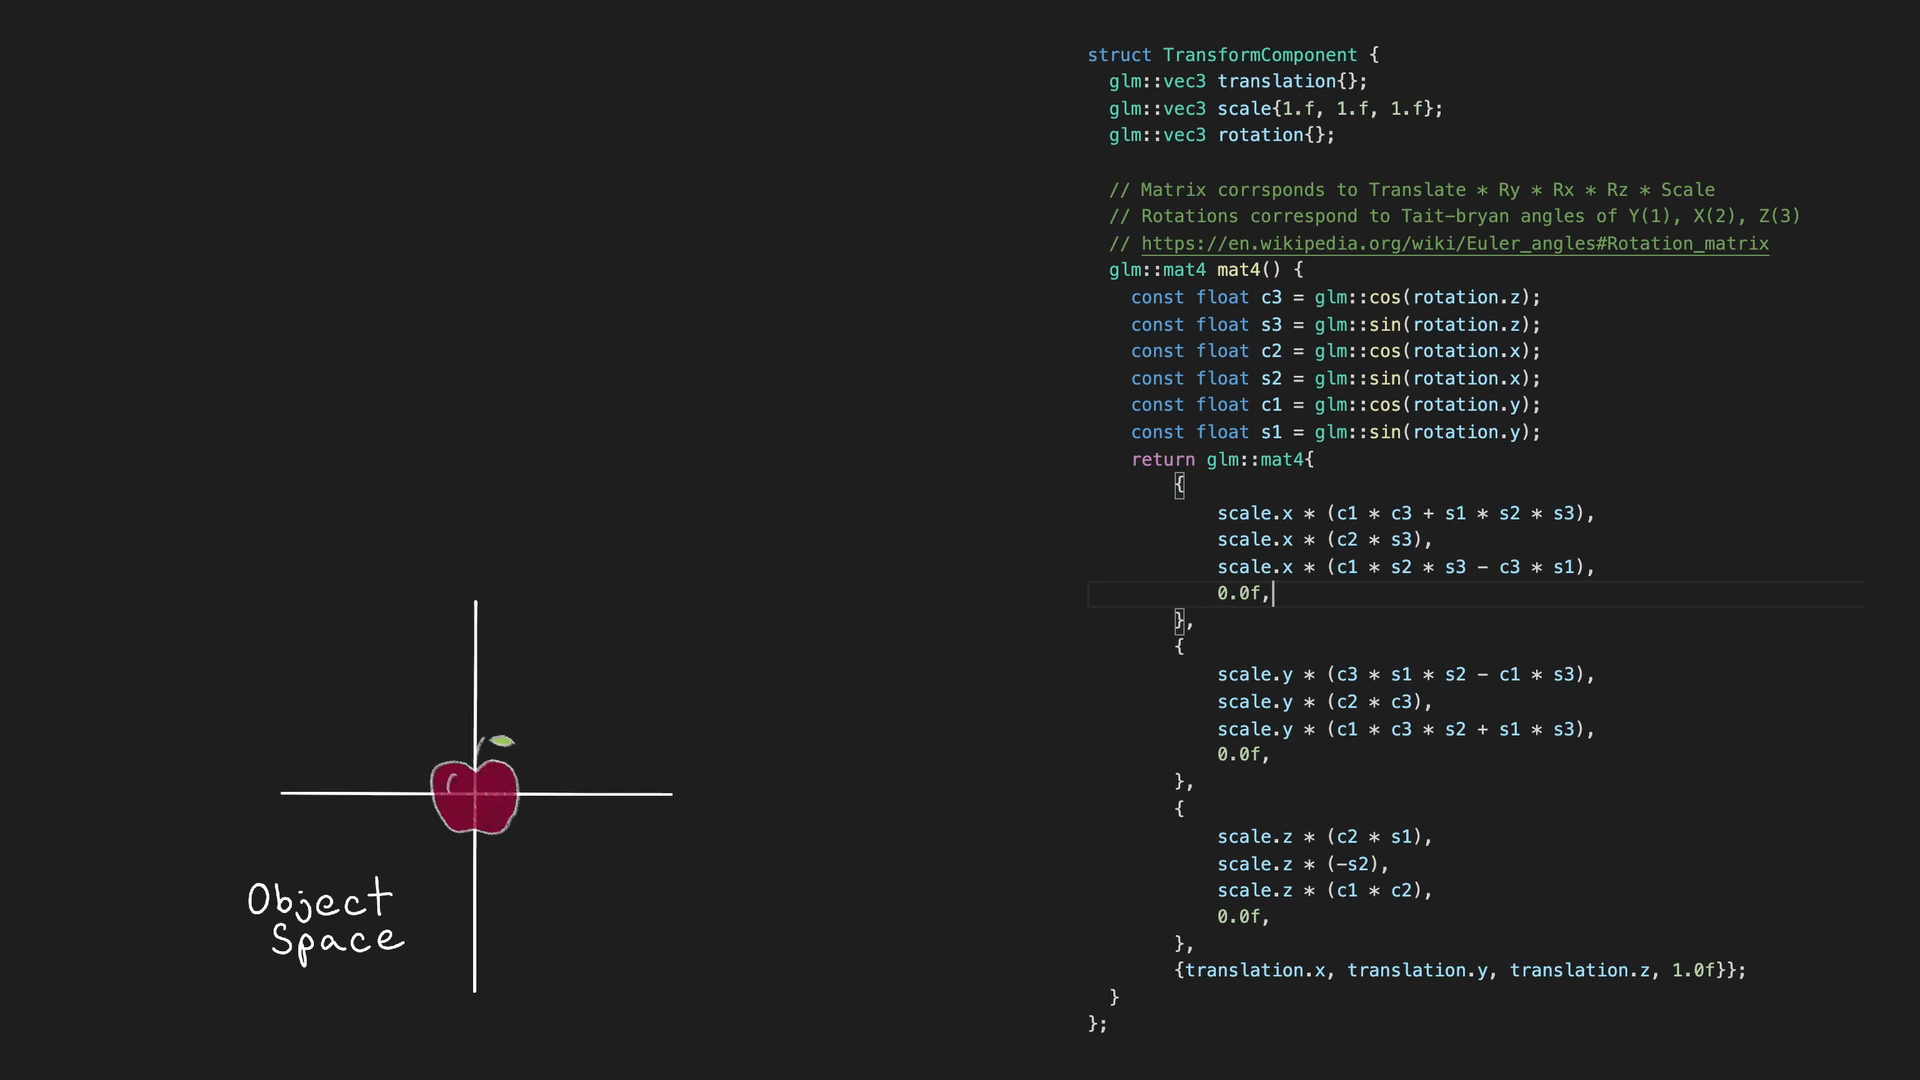 struct TransformComponent {
  glm::vec3 translation{};
  glm::vec3 scale{1.f, 1.f, 1.f};
  glm::vec3 rotation{};

  // Matrix corrsponds to Translate * Ry * Rx * Rz * Scale
  // Rotations correspond to Tait-bryan angles of Y(1), X(2), Z(3)
  // https://en.wikipedia.org/wiki/Euler_angles#Rotation_matrix
  glm::mat4 mat4() {
    const float c3 = glm::cos(rotation.z);
    const float s3 = glm::sin(rotation.z);
    const float c2 = glm::cos(rotation.x);
    const float s2 = glm::sin(rotation.x);
    const float c1 = glm::cos(rotation.y);
    const float s1 = glm::sin(rotation.y);
    return glm::mat4{
        {
            scale.x * (c1 * c3 + s1 * s2 * s3),
            scale.x * (c2 * s3),
            scale.x * (c1 * s2 * s3 - c3 * s1),
            0.0f,
        },
        {
            scale.y * (c3 * s1 * s2 - c1 * s3),
            scale.y * (c2 * c3),
            scale.y * (c1 * c3 * s2 + s1 * s3),
            0.0f,
        },
        {
            scale.z * (c2 * s1),
            scale.z * (-s2),
            scale.z * (c1 * c2),
            0.0f,
        },
        {translation.x, translation.y, translation.z, 1.0f}};
  }
};
Object
Space